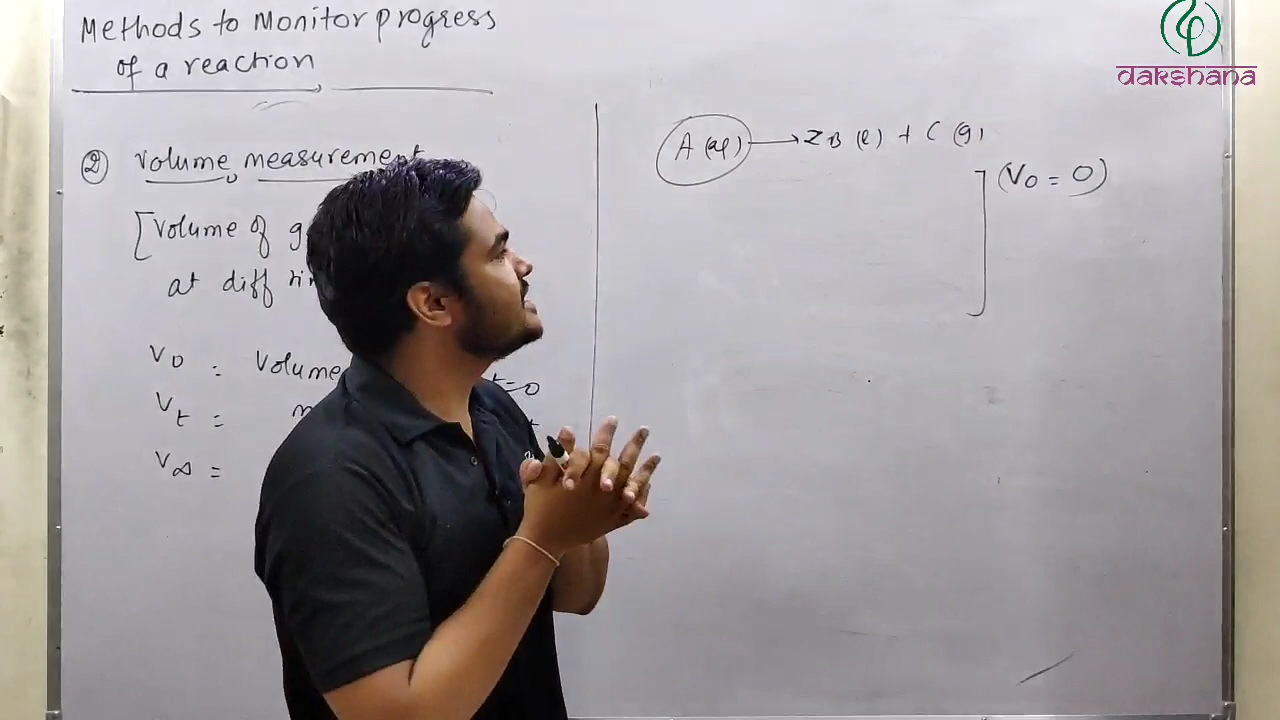 Methods to Monitor progress
of a reaction
② volume measurement
[volume of
at diff
V₀ : Volume t=0
Vt :
V∞ =
A (aq) → 2B (l) + C (g)
(V₀ = 0)
dakshana